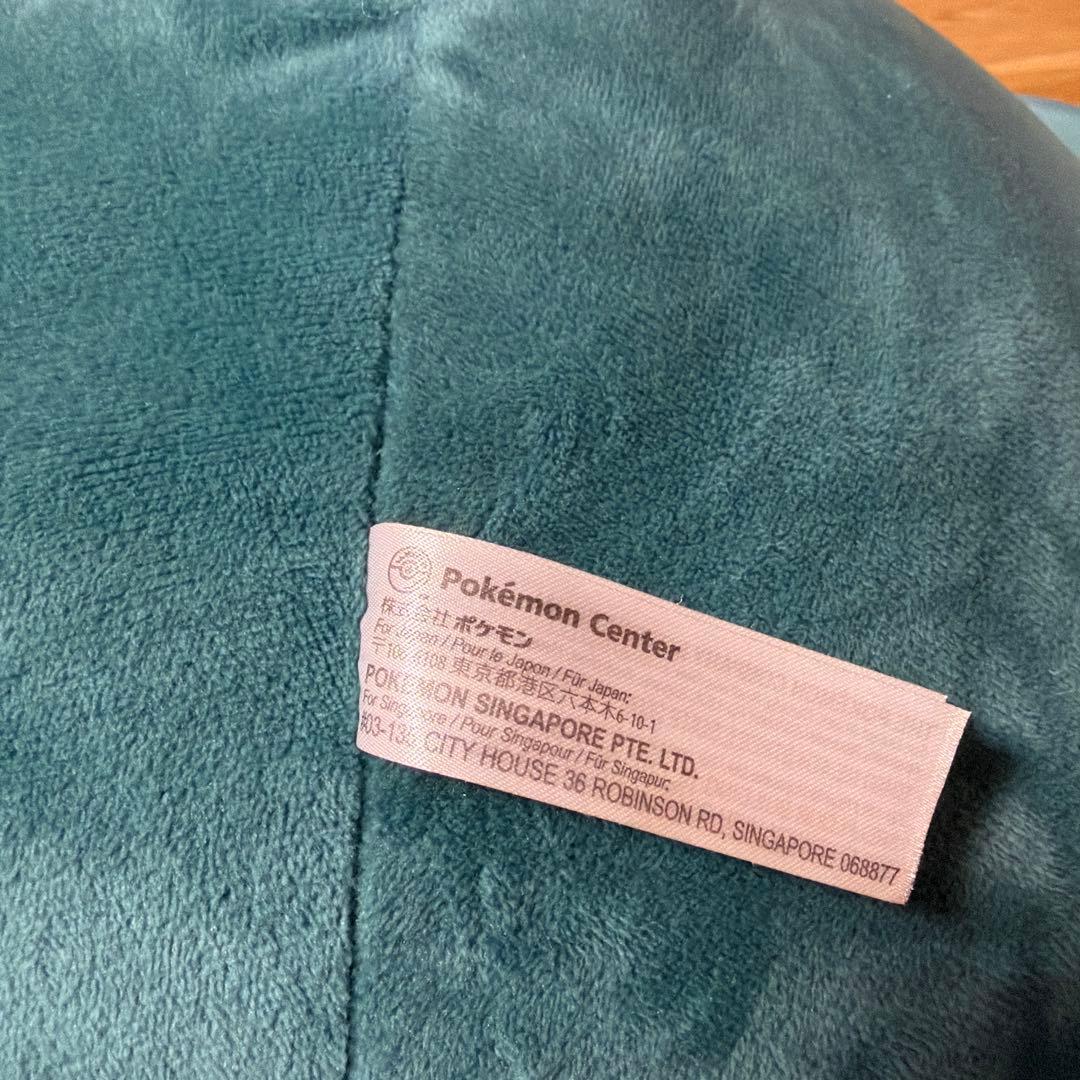 Pokémon Center
株式会社 ポケモン
For Japan / Pour le Japon / Für Japan:
東京都港区六本木6-10-1
POKÉMON SINGAPORE PTE. LTD.
For Singapore / Pour Singapour / Für Singapur:
CITY HOUSE 36 ROBINSON RD, SINGAPORE 068877